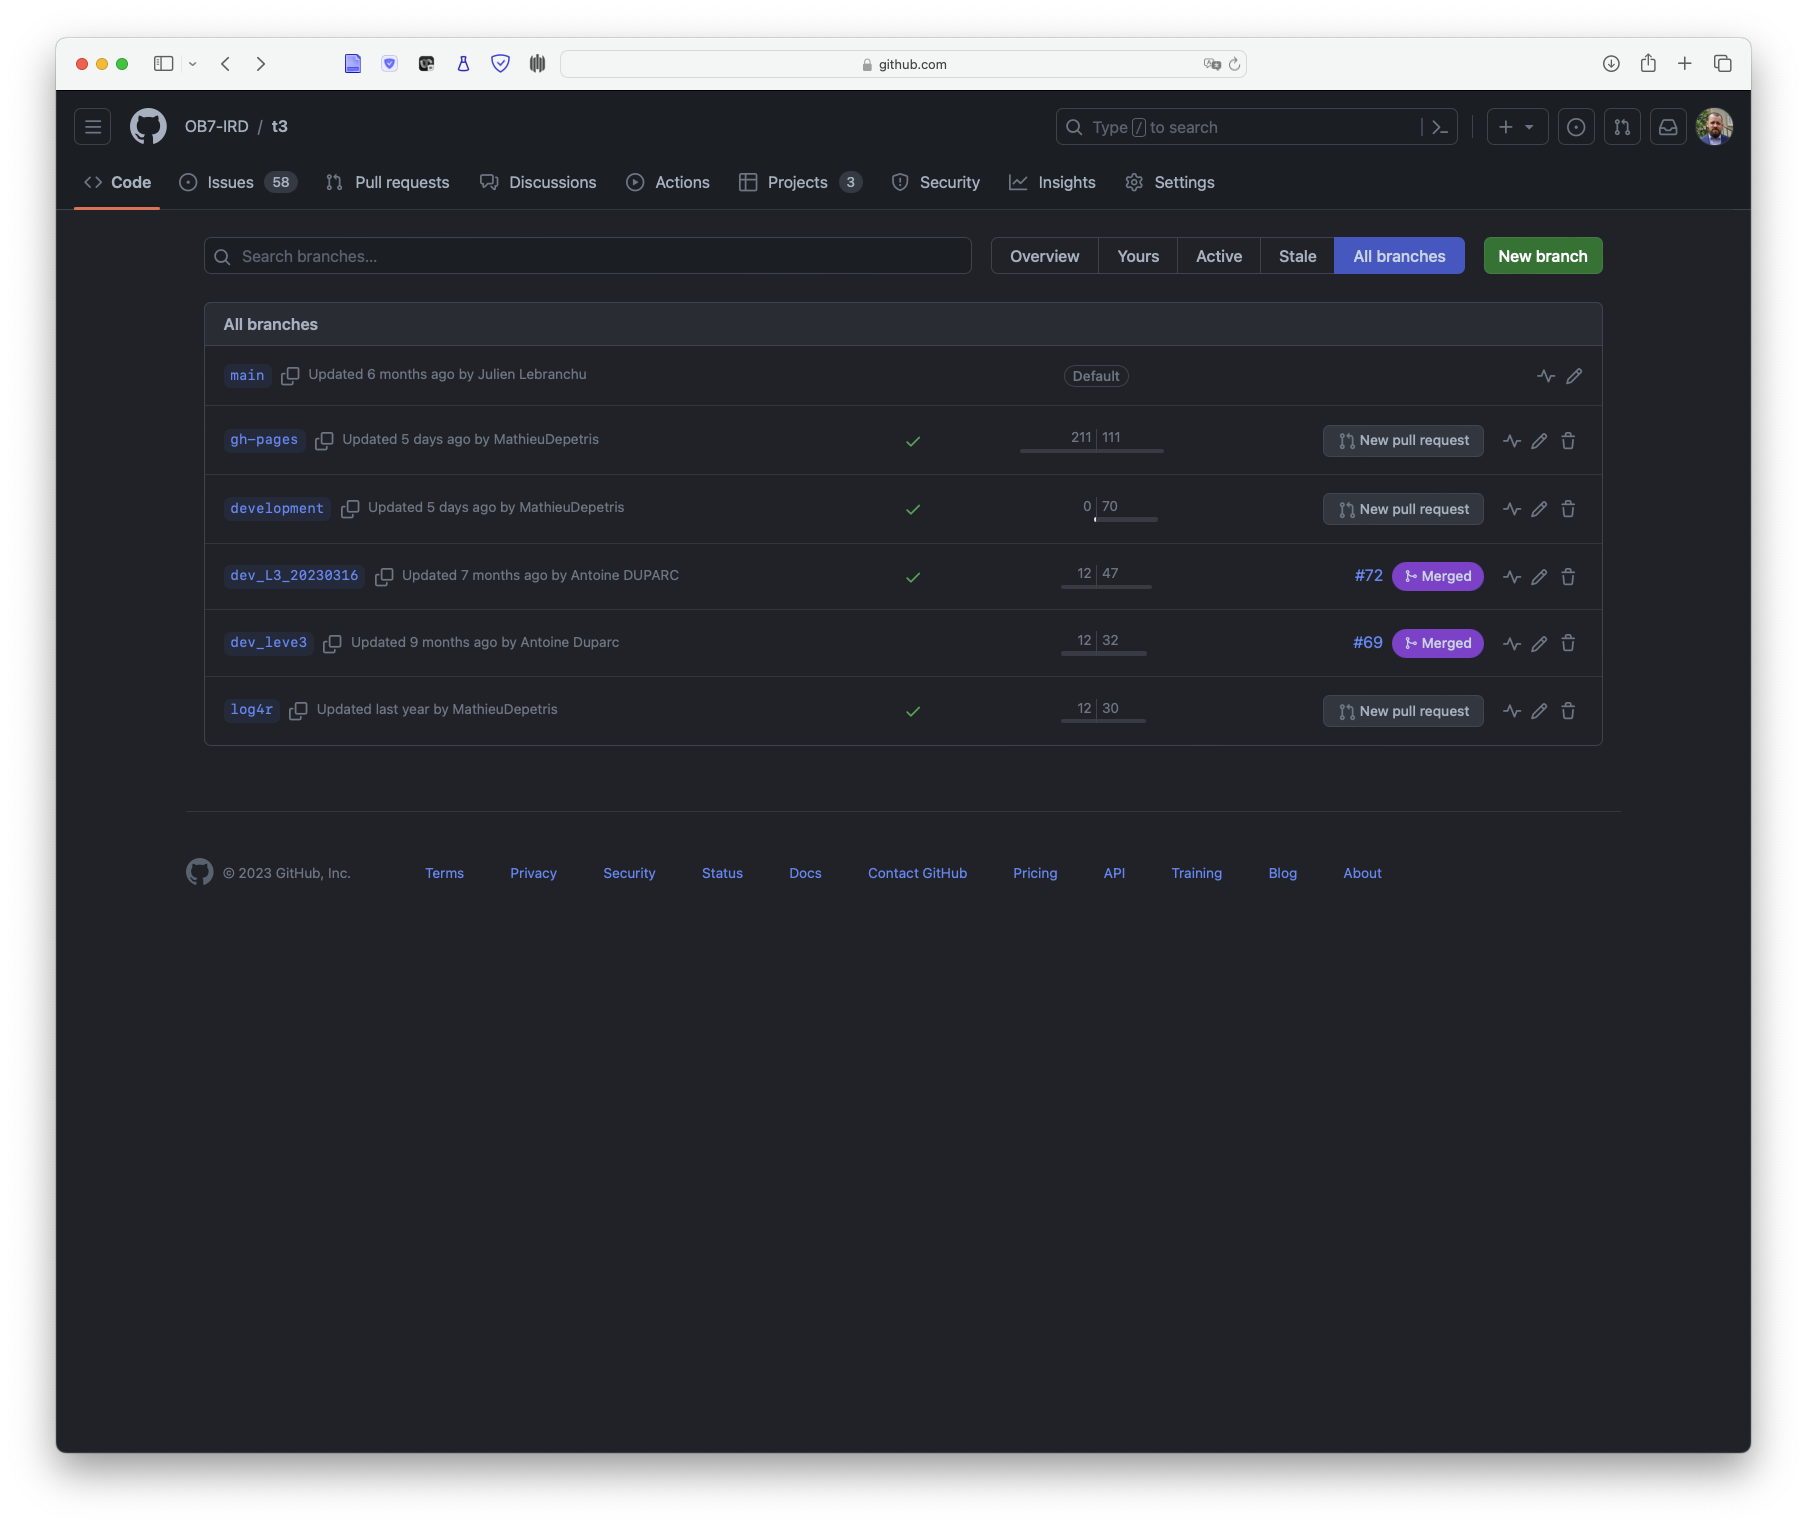 github.com
OB7-IRD / t3
Type / to search
Code Issues 58 Pull requests Discussions Actions Projects 3 Security Insights Settings
Search branches...
Overview Yours Active Stale All branches New branch
All branches
main Updated 6 months ago by Julien Lebranchu Default
gh-pages Updated 5 days ago by MathieuDepetris 211 111 New pull request
development Updated 5 days ago by MathieuDepetris 0 70 New pull request
dev_L3_20230316 Updated 7 months ago by Antoine DUPARC 12 47 #72 Merged
dev_leve3 Updated 9 months ago by Antoine Duparc 12 32 #69 Merged
log4r Updated last year by MathieuDepetris 12 30 New pull request
© 2023 GitHub, Inc. Terms Privacy Security Status Docs Contact GitHub Pricing API Training Blog About